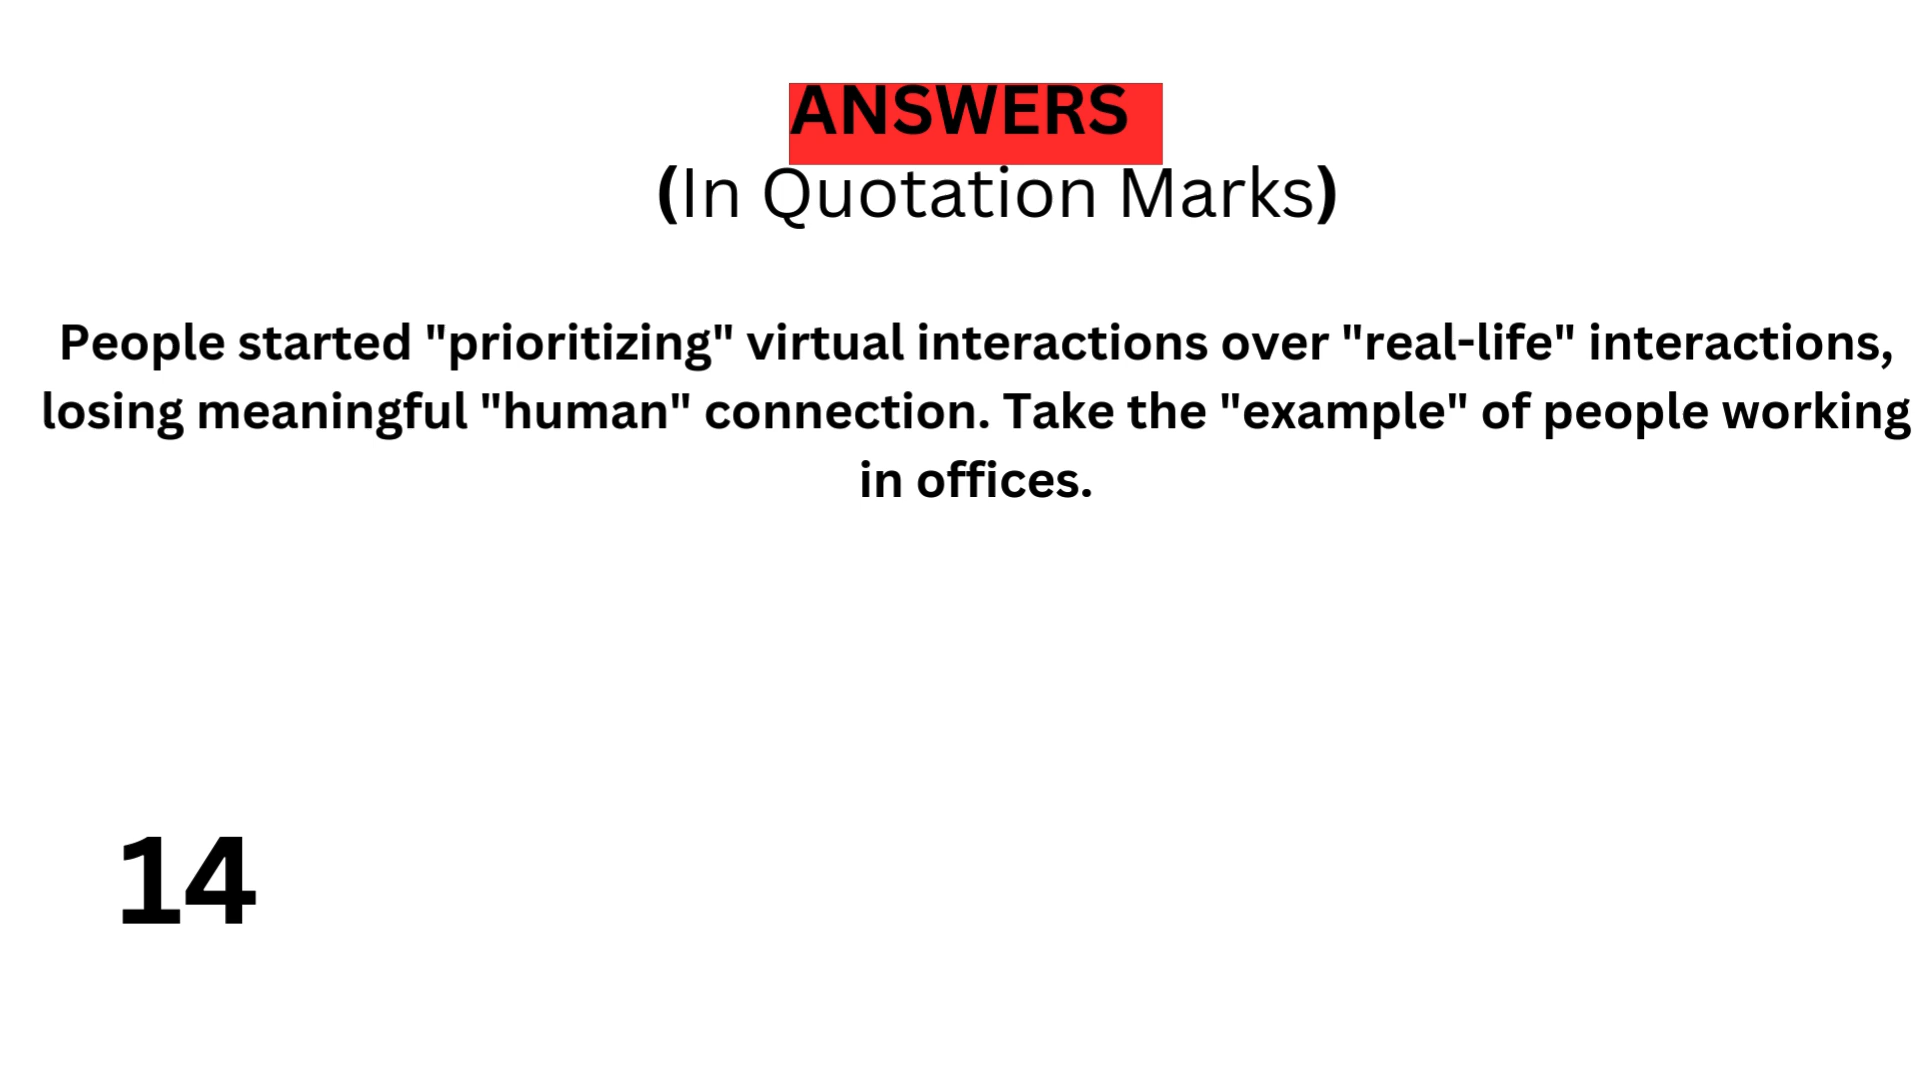 ANSWERS
(In Quotation Marks)
People started "prioritizing" virtual interactions over "real-life" interactions,
losing meaningful "human" connection. Take the "example" of people working
in offices.
14